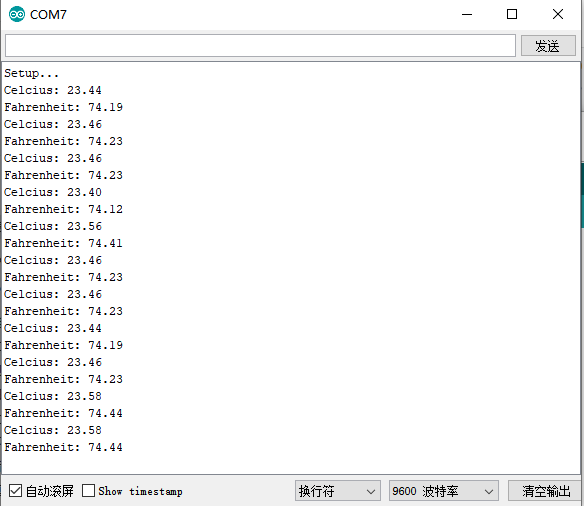 COM7
发送
Setup...
Celcius: 23.44
Fahrenheit: 74.19
Celcius: 23.46
Fahrenheit: 74.23
Celcius: 23.46
Fahrenheit: 74.23
Celcius: 23.40
Fahrenheit: 74.12
Celcius: 23.56
Fahrenheit: 74.41
Celcius: 23.46
Fahrenheit: 74.23
Celcius: 23.46
Fahrenheit: 74.23
Celcius: 23.44
Fahrenheit: 74.19
Celcius: 23.46
Fahrenheit: 74.23
Celcius: 23.58
Fahrenheit: 74.44
Celcius: 23.58
Fahrenheit: 74.44
自动滚屏 Show timestamp 换行符 9600 波特率 清空输出